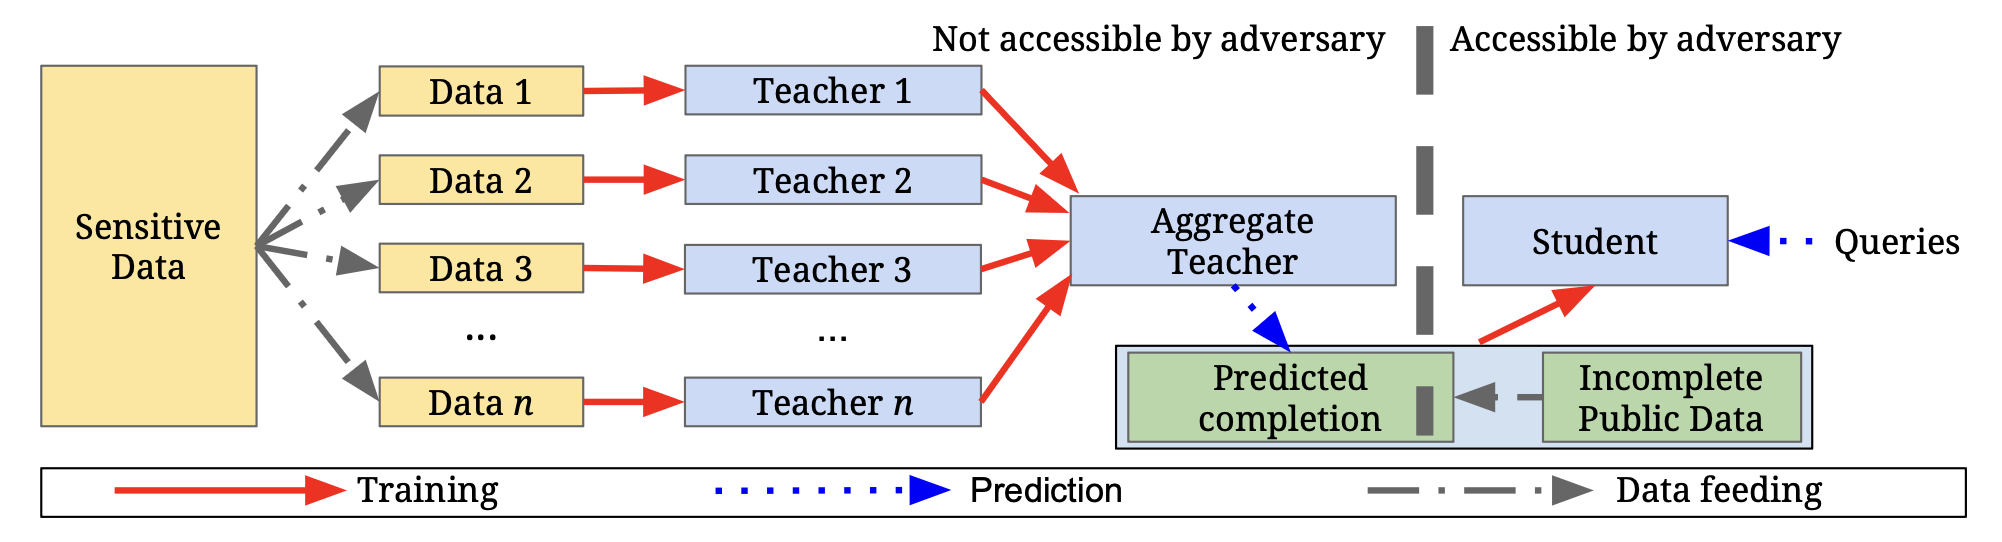 Not accessible by adversary
Accessible by adversary
Sensitive
Data
Data 1
Teacher 1
Data 2
Teacher 2
Data 3
Teacher 3
...
...
Data n
Teacher n
Aggregate
Teacher
Student
Queries
Predicted
completion
Incomplete
Public Data
Training
Prediction
Data feeding